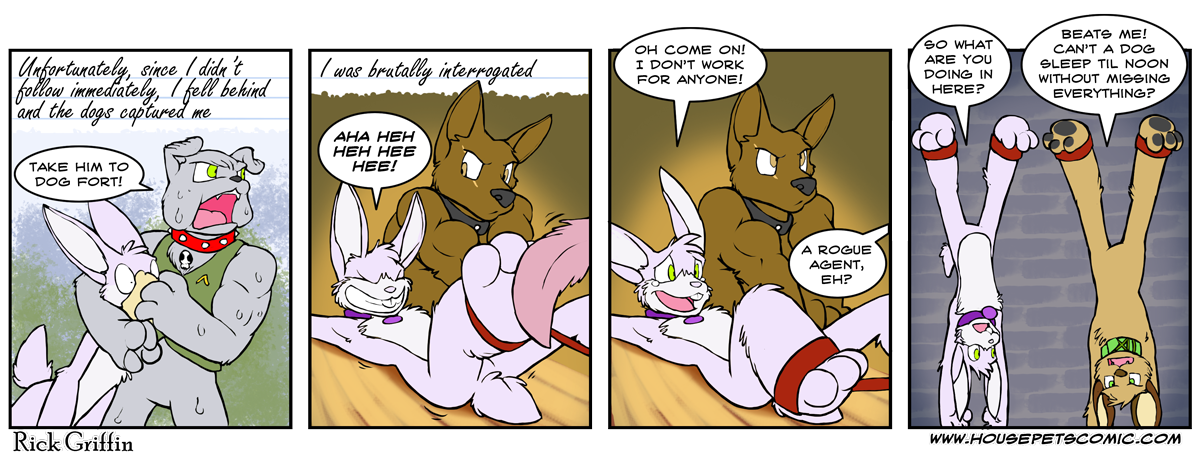 Unfortunately, since I didn't
follow immediately, I fell behind
and the dogs captured me
TAKE HIM TO
DOG FORT!
I was brutally interrogated
AHA HEH
HEH HEE
HEE!
OH COME ON!
I DON'T WORK
FOR ANYONE!
A ROGUE
AGENT,
EH?
SO WHAT
ARE YOU
DOING IN
HERE?
BEATS ME!
CAN'T A DOG
SLEEP TIL NOON
WITHOUT MISSING
EVERYTHING?
Rick Griffin
WWW.HOUSEPETSCOMIC.COM